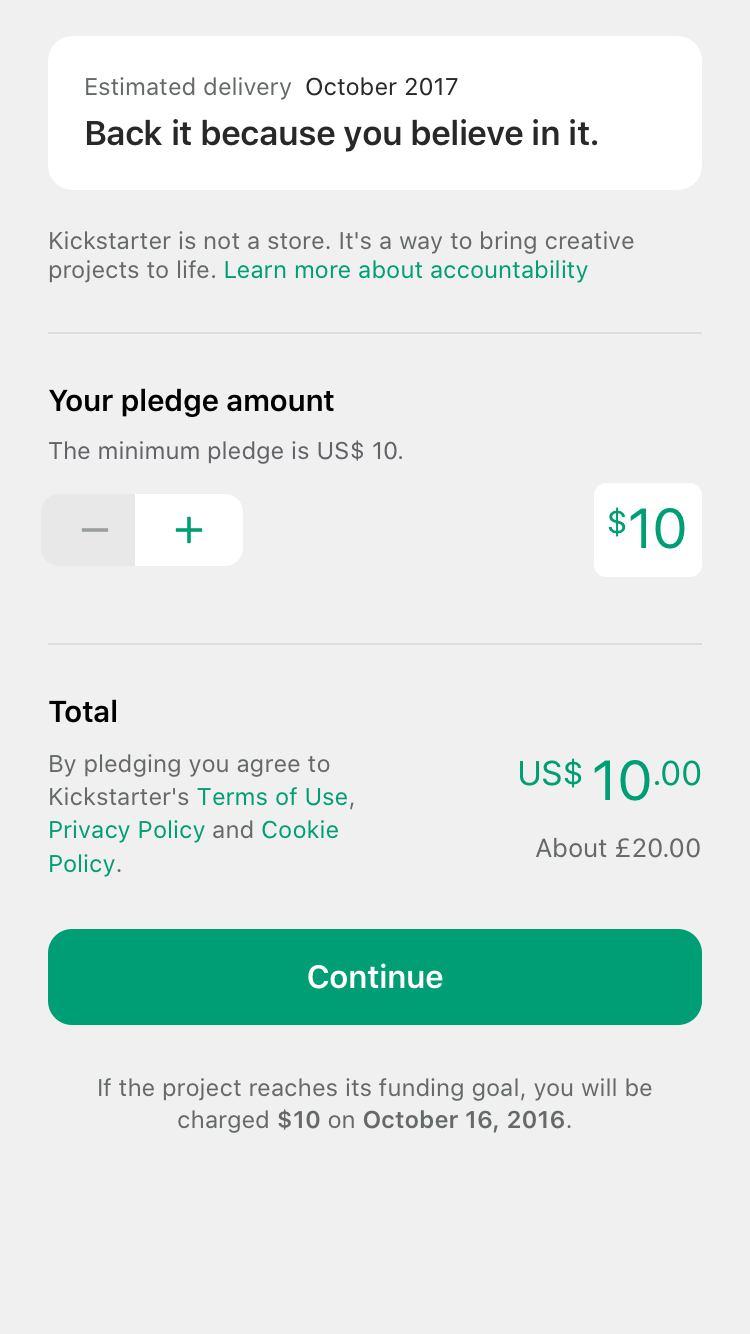 Estimated delivery October 2017
Back it because you believe in it.
Kickstarter is not a store. It's a way to bring creative
projects to life. Learn more about accountability
Your pledge amount
The minimum pledge is US$ 10.
− +
$10
Total
By pledging you agree to
Kickstarter's Terms of Use,
Privacy Policy and Cookie
Policy.
US$ 10.00
About £20.00
Continue
If the project reaches its funding goal, you will be
charged $10 on October 16, 2016.